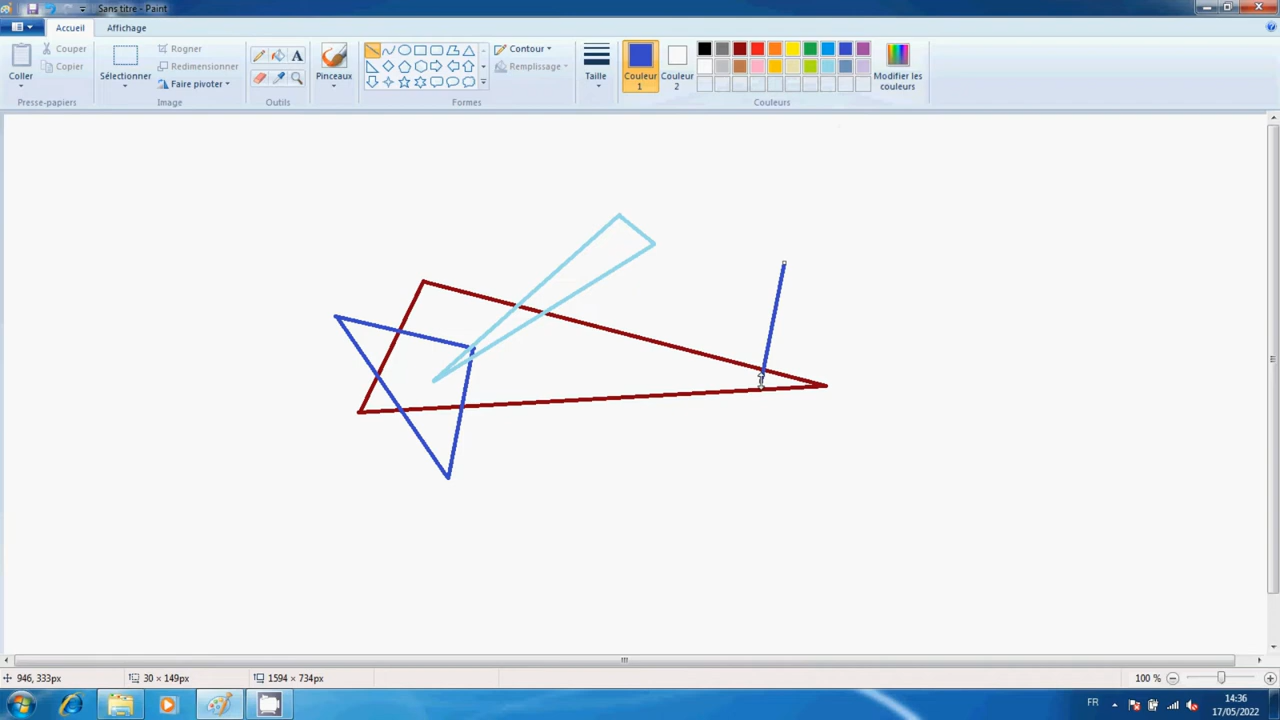 Sans titre - Paint
Accueil
Affichage
Coller
Couper
Copier
Presse-papiers
Sélectionner
Rogner
Redimensionner
Faire pivoter
Image
A
Outils
Pinceaux
Contour
Remplissage
Formes
Taille
Couleur
1
Couleur
2
Modifier les
couleurs
Couleurs
946, 333px
30 × 149px
1594 × 734px
100 %
FR
14:36
17/05/2022